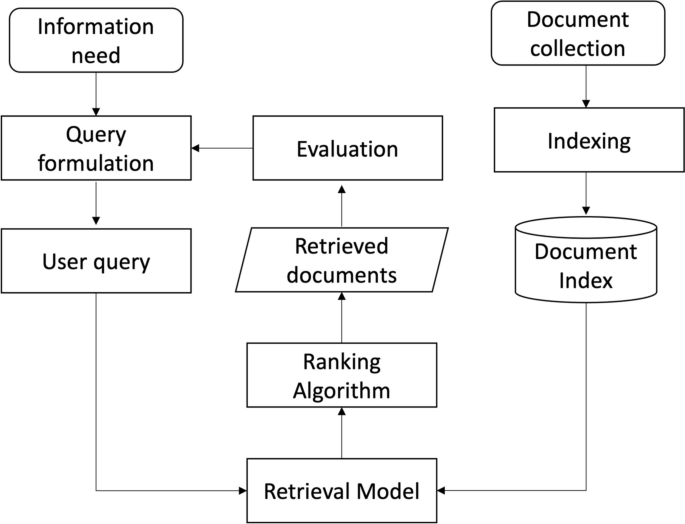 Information
need
Document
collection
Query
formulation
Evaluation
Indexing
User query
Retrieved
documents
Document
Index
Ranking
Algorithm
Retrieval Model